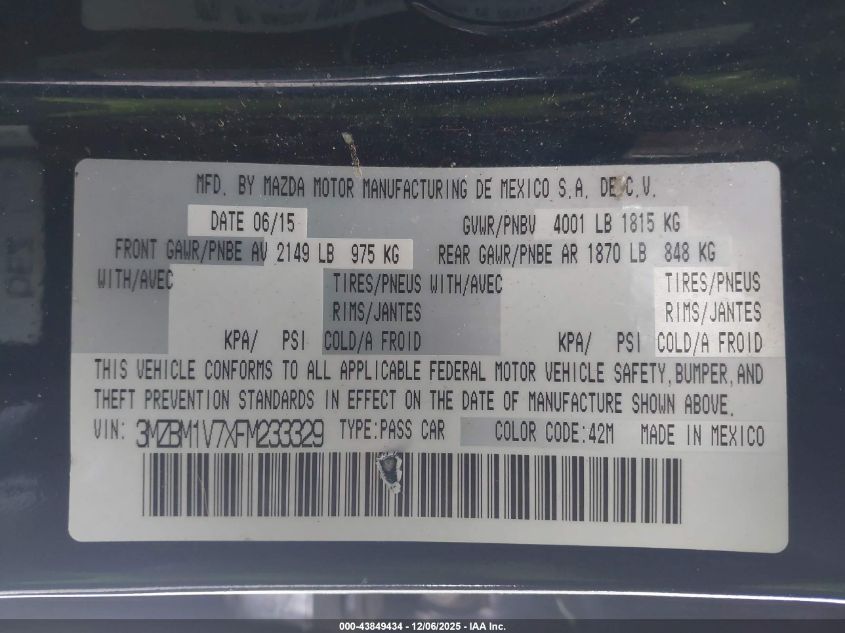 MFD. BY MAZDA MOTOR MANUFACTURING DE MEXICO S.A. DE C.V.
DATE 06/15 GVWR/PNBV 4001 LB 1815 KG
FRONT GAWR/PNBE AV 2149 LB 975 KG REAR GAWR/PNBE AR 1870 LB 848 KG
WITH/AVEC TIRES/PNEUS WITH/AVEC TIRES/PNEUS
RIMS/JANTES RIMS/JANTES
KPA/ PSI COLD/A FROID KPA/ PSI COLD/A FROID
THIS VEHICLE CONFORMS TO ALL APPLICABLE FEDERAL MOTOR VEHICLE SAFETY, BUMPER, AND
THEFT PREVENTION STANDARDS IN EFFECT ON THE DATE OF MANUFACTURE SHOWN ABOVE.
VIN: 3MZBM1V7XFM233329 TYPE:PASS CAR COLOR CODE:42M MADE IN MEXICO
000-43849434 - 12/06/2025 - IAA Inc.